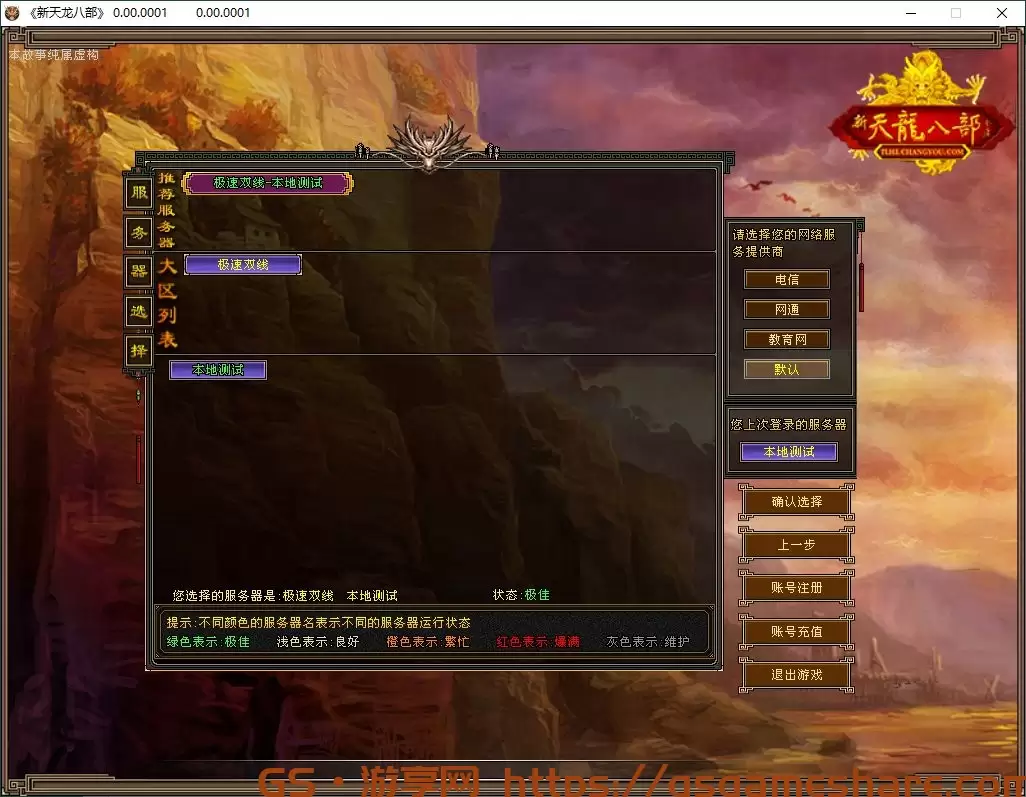 《新天龙八部》 0.00.0001 0.00.0001
本故事纯属虚构
新天龍八部
TLHJ.CHANGYOU.COM
服务器选择
推荐服务器
极速双线-本地测试
大区列表
极速双线
本地测试
您选择的服务器是:极速双线 本地测试 状态:极佳
提示:不同颜色的服务器名表示不同的服务器运行状态
绿色表示:极佳 浅色表示:良好 橙色表示:繁忙 红色表示:爆满 灰色表示:维护
请选择您的网络服
务提供商
电信
网通
教育网
默认
您上次登录的服务器
本地测试
确认选择
上一步
账号注册
账号充值
退出游戏
GS·游享网 https://gsgameshare.com